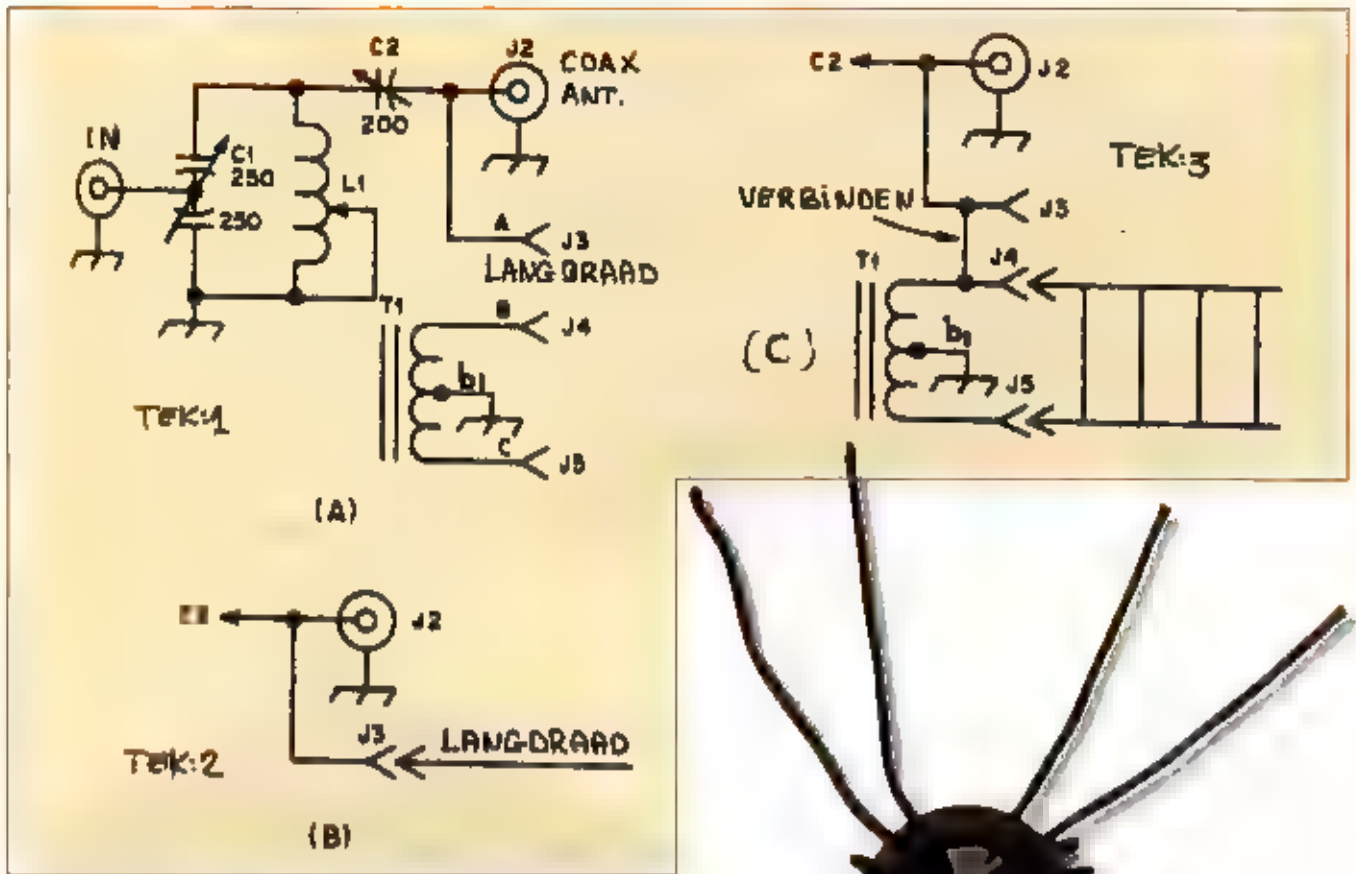 C2
J2
COAX
ANT.
200
IN
C1
250
L1
250
A
J3
LANGDRAAD
T1
B
J4
b1
C
J5
TEK:1
(A)
J2
J3
LANGDRAAD
TEK:2
(B)
C2
J2
TEK:3
VERBINDEN
J3
J4
T1
b1
(C)
J5